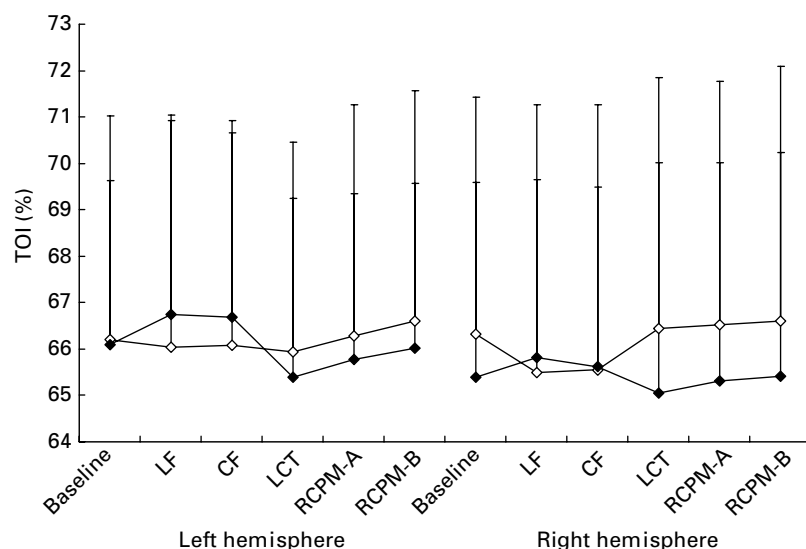 73
72
71
70
69
68
67
66
65
64
TOI (%)
Baseline
LF
CF
LCT
RCPM-A
RCPM-B
Baseline
LF
CF
LCT
RCPM-A
RCPM-B
Left hemisphere
Right hemisphere